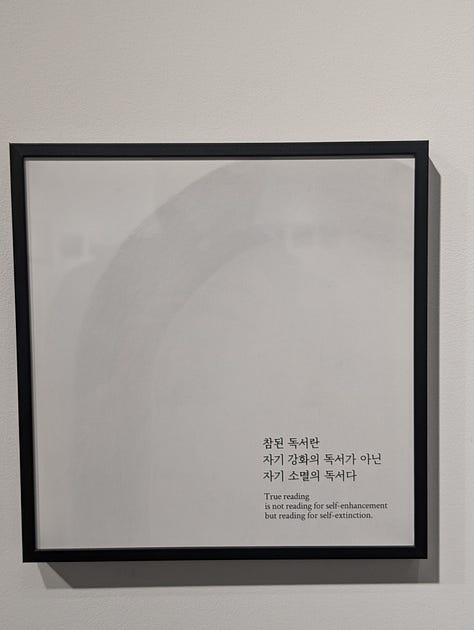 참된 독서란
자기 강화의 독서가 아닌
자기 소멸의 독서다
True reading
is not reading for self-enhancement
but reading for self-extinction.